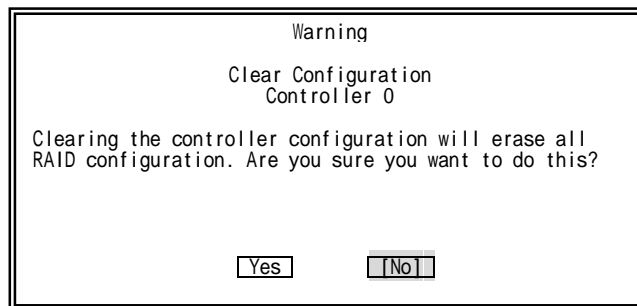 Warning
Clear Configuration
Controller 0
Clearing the controller configuration will erase all
RAID configuration. Are you sure you want to do this?
Yes [No]